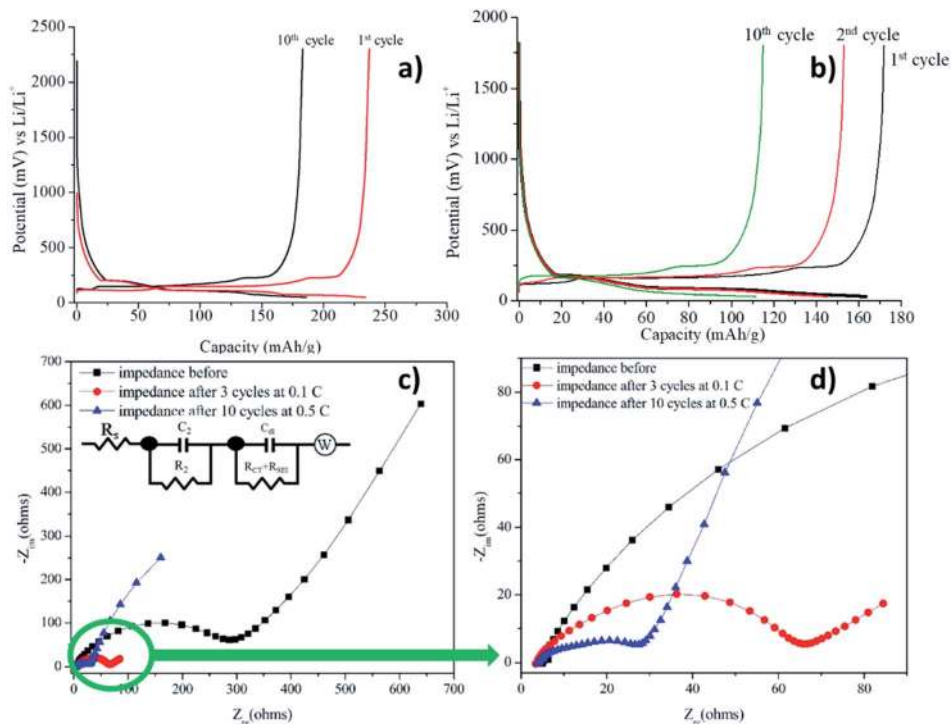 a)
10th cycle
1st cycle
2500
2000
1500
1000
500
0
Potential (mV) vs Li/Li+
0 50 100 150 200 250 300
Capacity (mAh/g)
b)
10th cycle
2nd cycle
1st cycle
2000
1500
1000
500
0
Potential (mV) vs Li/Li+
0 20 40 60 80 100 120 140 160 180
Capacity (mAh/g)
c)
impedance before
impedance after 3 cycles at 0.1 C
impedance after 10 cycles at 0.5 C
Rs
C2
R2
Cdl
RCT+RSEI
W
700
600
500
400
300
200
100
0
-Zim(ohms)
0 100 200 300 400 500 600 700
Zre(ohms)
d)
impedance before
impedance after 3 cycles at 0.1 C
impedance after 10 cycles at 0.5 C
80
60
40
20
0
-Zim(ohms)
0 20 40 60 80
Zre(ohms)